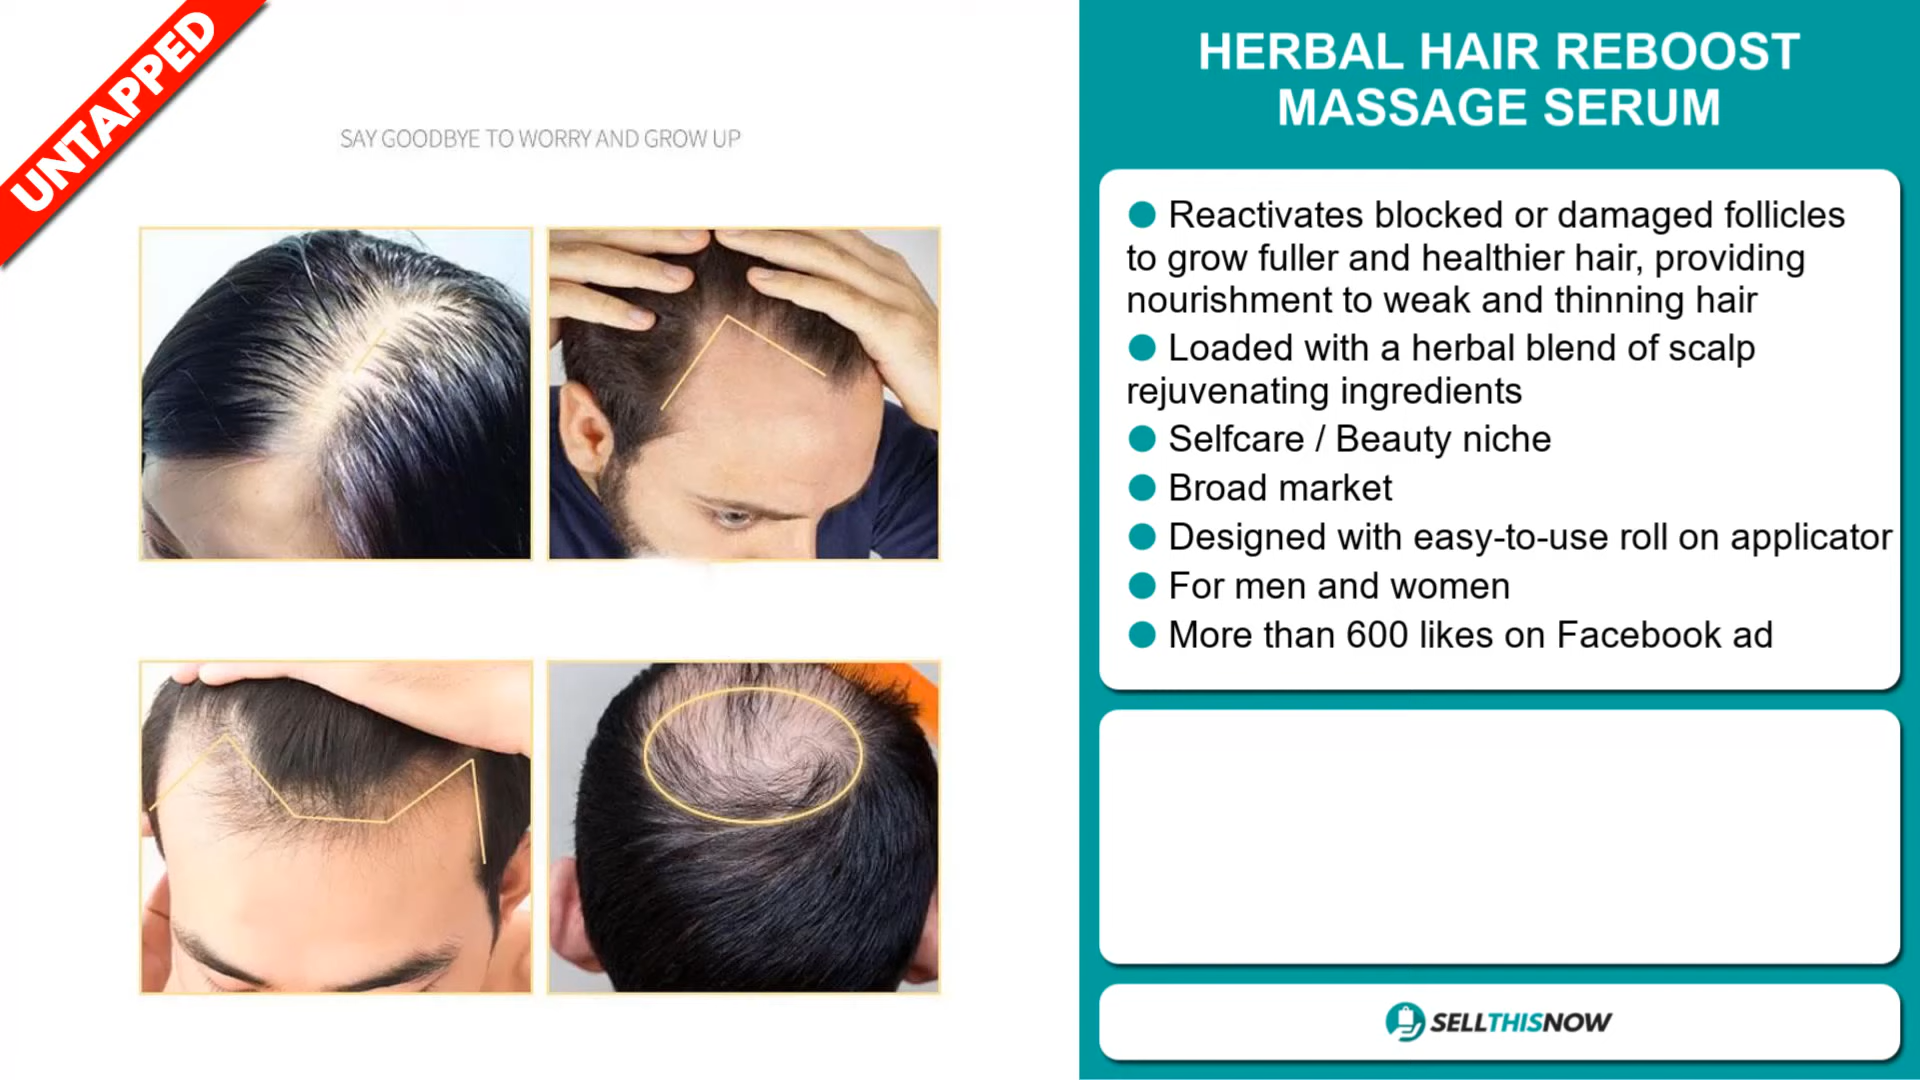 UNTAPPED
SAY GOODBYE TO WORRY AND GROW UP
HERBAL HAIR REBOOST
MASSAGE SERUM
● Reactivates blocked or damaged follicles
to grow fuller and healthier hair, providing
nourishment to weak and thinning hair
● Loaded with a herbal blend of scalp
rejuvenating ingredients
● Selfcare / Beauty niche
● Broad market
● Designed with easy-to-use roll on applicator
● For men and women
● More than 600 likes on Facebook ad
SELLTHISNOW